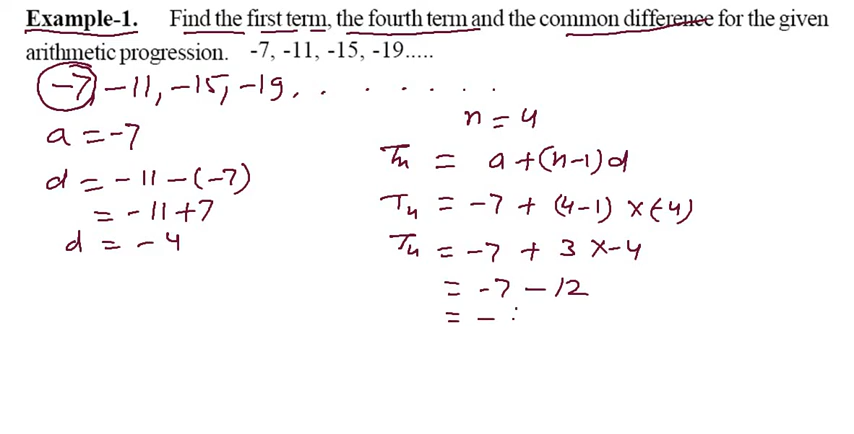 Example-1. Find the first term, the fourth term and the common difference for the given
arithmetic progression. -7, -11, -15, -19.....
-7, -11, -15, -19, . . . . . . . .
a = -7
d = -11 - (-7)
= -11 + 7
d = -4
n = 4
Tn = a + (n-1) d
T4 = -7 + (4-1) × (-4)
T4 = -7 + 3 × -4
= -7 - 12
= -